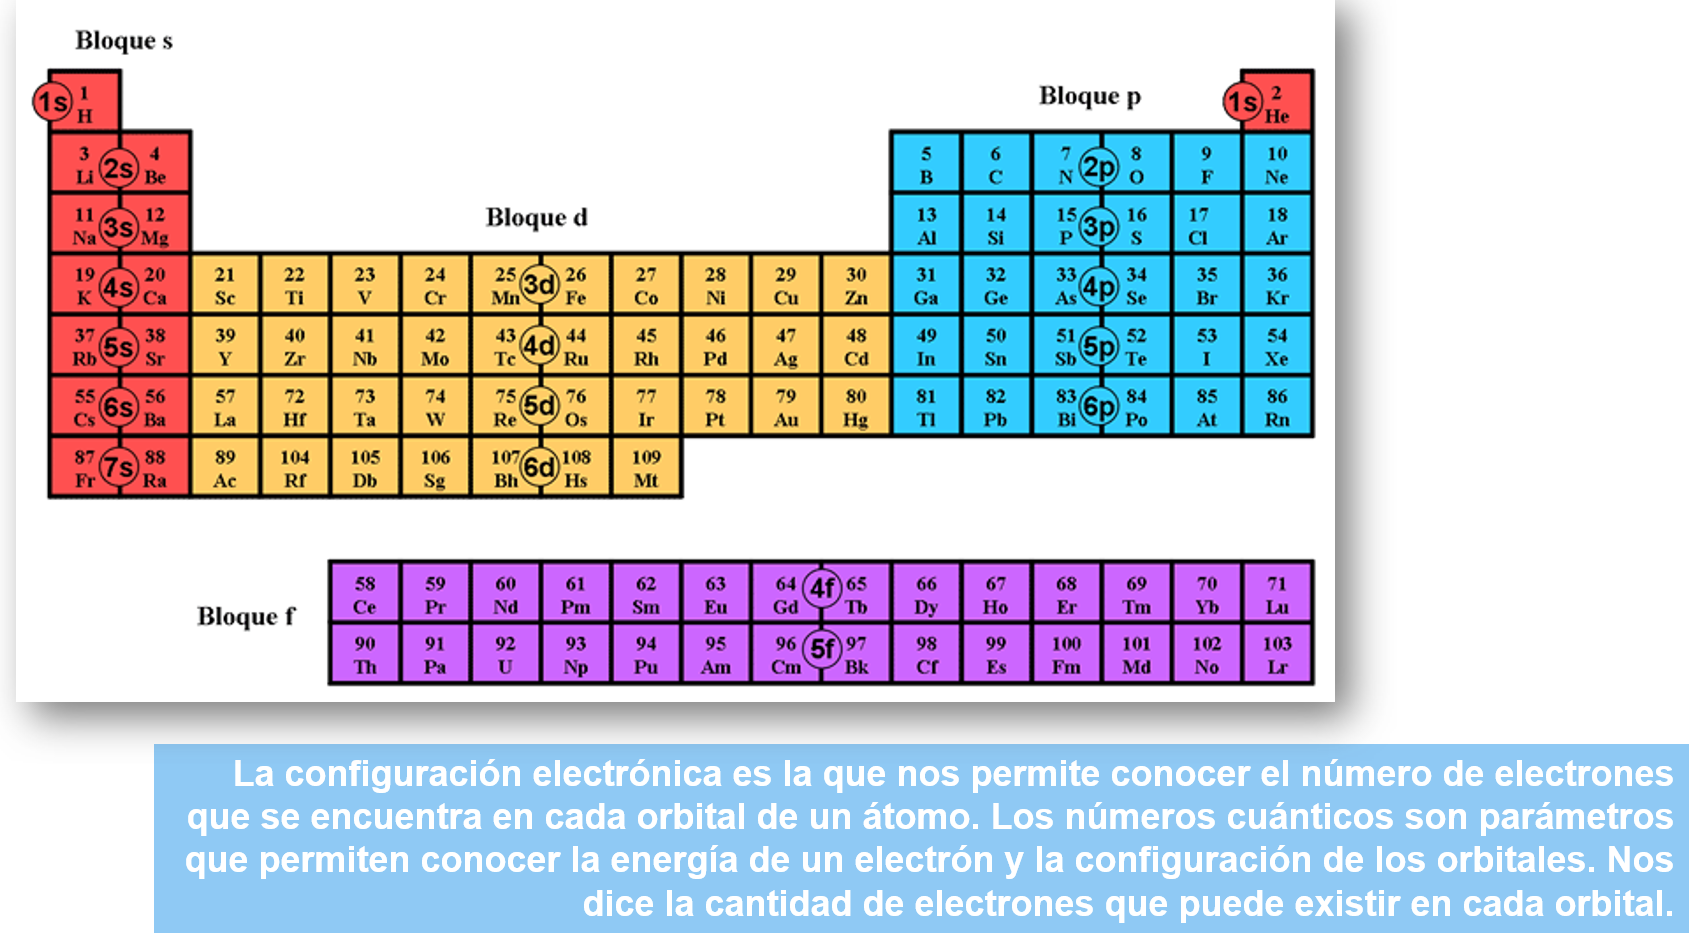 Bloque s
1s 1 Bloque p 1s 2
H He
3 2s 4 5 6 7 2p 8 9 10
Li Be B C N O F Ne
11 3s 12 Bloque d 13 14 15 3p 16 17 18
Na Mg Al Si P S Cl Ar
19 4s 20 21 22 23 24 25 3d 26 27 28 29 30 31 32 33 4p 34 35 36
K Ca Sc Ti V Cr Mn Fe Co Ni Cu Zn Ga Ge As Se Br Kr
37 5s 38 39 40 41 42 43 4d 44 45 46 47 48 49 50 51 5p 52 53 54
Rb Sr Y Zr Nb Mo Tc Ru Rh Pd Ag Cd In Sn Sb Te I Xe
55 6s 56 57 72 73 74 75 5d 76 77 78 79 80 81 82 83 6p 84 85 86
Cs Ba La Hf Ta W Re Os Ir Pt Au Hg Tl Pb Bi Po At Rn
87 7s 88 89 104 105 106 107 6d 108 109
Fr Ra Ac Rf Db Sg Bh Hs Mt
Bloque f
58 59 60 61 62 63 64 4f 65 66 67 68 69 70 71
Ce Pr Nd Pm Sm Eu Gd Tb Dy Ho Er Tm Yb Lu
90 91 92 93 94 95 96 5f 97 98 99 100 101 102 103
Th Pa U Np Pu Am Cm Bk Cf Es Fm Md No Lr
La configuración electrónica es la que nos permite conocer el número de electrones
que se encuentra en cada orbital de un átomo. Los números cuánticos son parámetros
que permiten conocer la energía de un electrón y la configuración de los orbitales. Nos
dice la cantidad de electrones que puede existir en cada orbital.